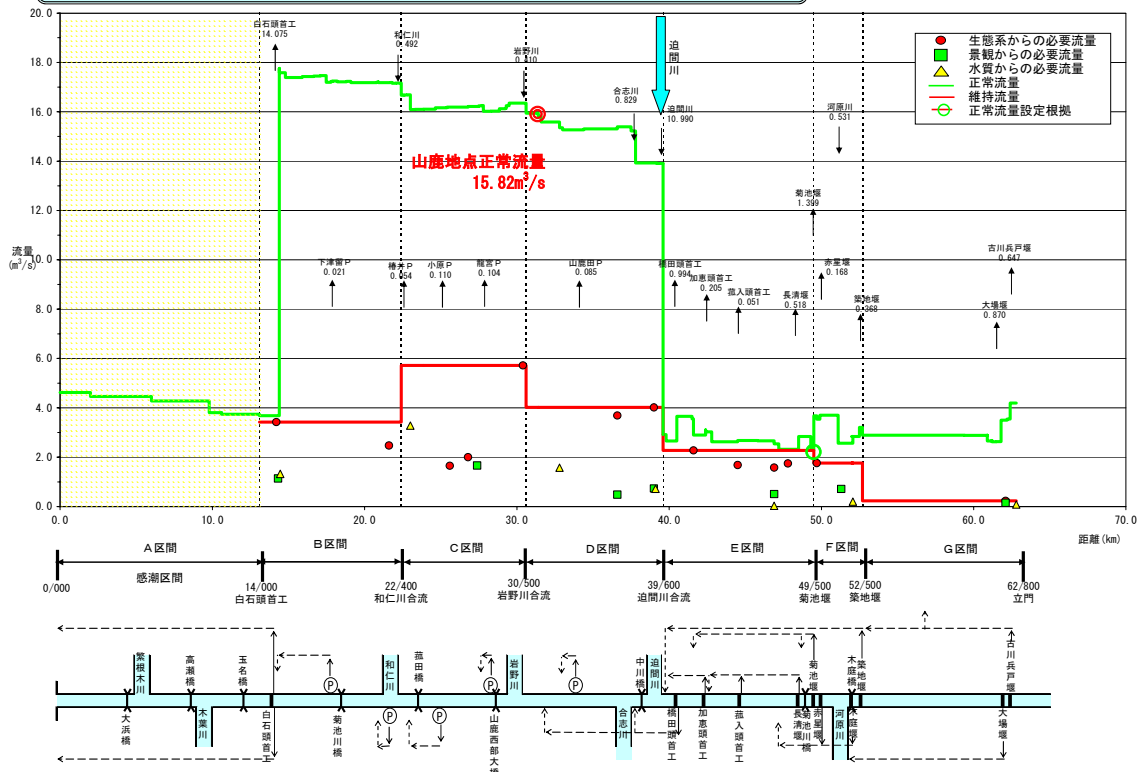 20.0
18.0
16.0
14.0
12.0
10.0
8.0
6.0
4.0
2.0
0.0
流量
(m³/s)
白石頭首工
14.075
和仁川
0.492
岩野川
0.410
合志川
0.829
迫間川
迫間川
10.990
河原川
0.531
菊池堰
1.399
生態系からの必要流量
景観からの必要流量
水質からの必要流量
正常流量
維持流量
正常流量設定根拠
山鹿地点正常流量
15.82m³/s
下津留P
0.021
椿井P
0.054
小原P
0.110
龍宮P
0.104
山鹿田P
0.085
橋田頭首工
0.994
加恵頭首工
0.205
菰入頭首工
0.051
長清堰
0.518
赤星堰
0.168
築地堰
0.368
古川兵戸堰
0.647
大場堰
0.870
0.0
10.0
20.0
30.0
40.0
50.0
60.0
70.0
距離(km)
A区間
B区間
C区間
D区間
E区間
F区間
G区間
感潮区間
0/000
14/000
白石頭首工
22/400
和仁川合流
30/500
岩野川合流
39/600
迫間川合流
49/500
菊池堰
52/500
築地堰
62/800
立門
繁根木川
高瀬橋
玉名橋
和仁川
菰田橋
岩野川
中川橋
迫間川
菊池堰
木庭橋
築地堰
古川兵戸堰
P
P
P
P
P
大浜橋
木葉川
白石頭首工
菊池川橋
山鹿西部大橋
合志川
橋田頭首工
加恵頭首工
菰入頭首工
長清堰
菊池川橋
赤星堰
河原川
木庭堰
大場堰